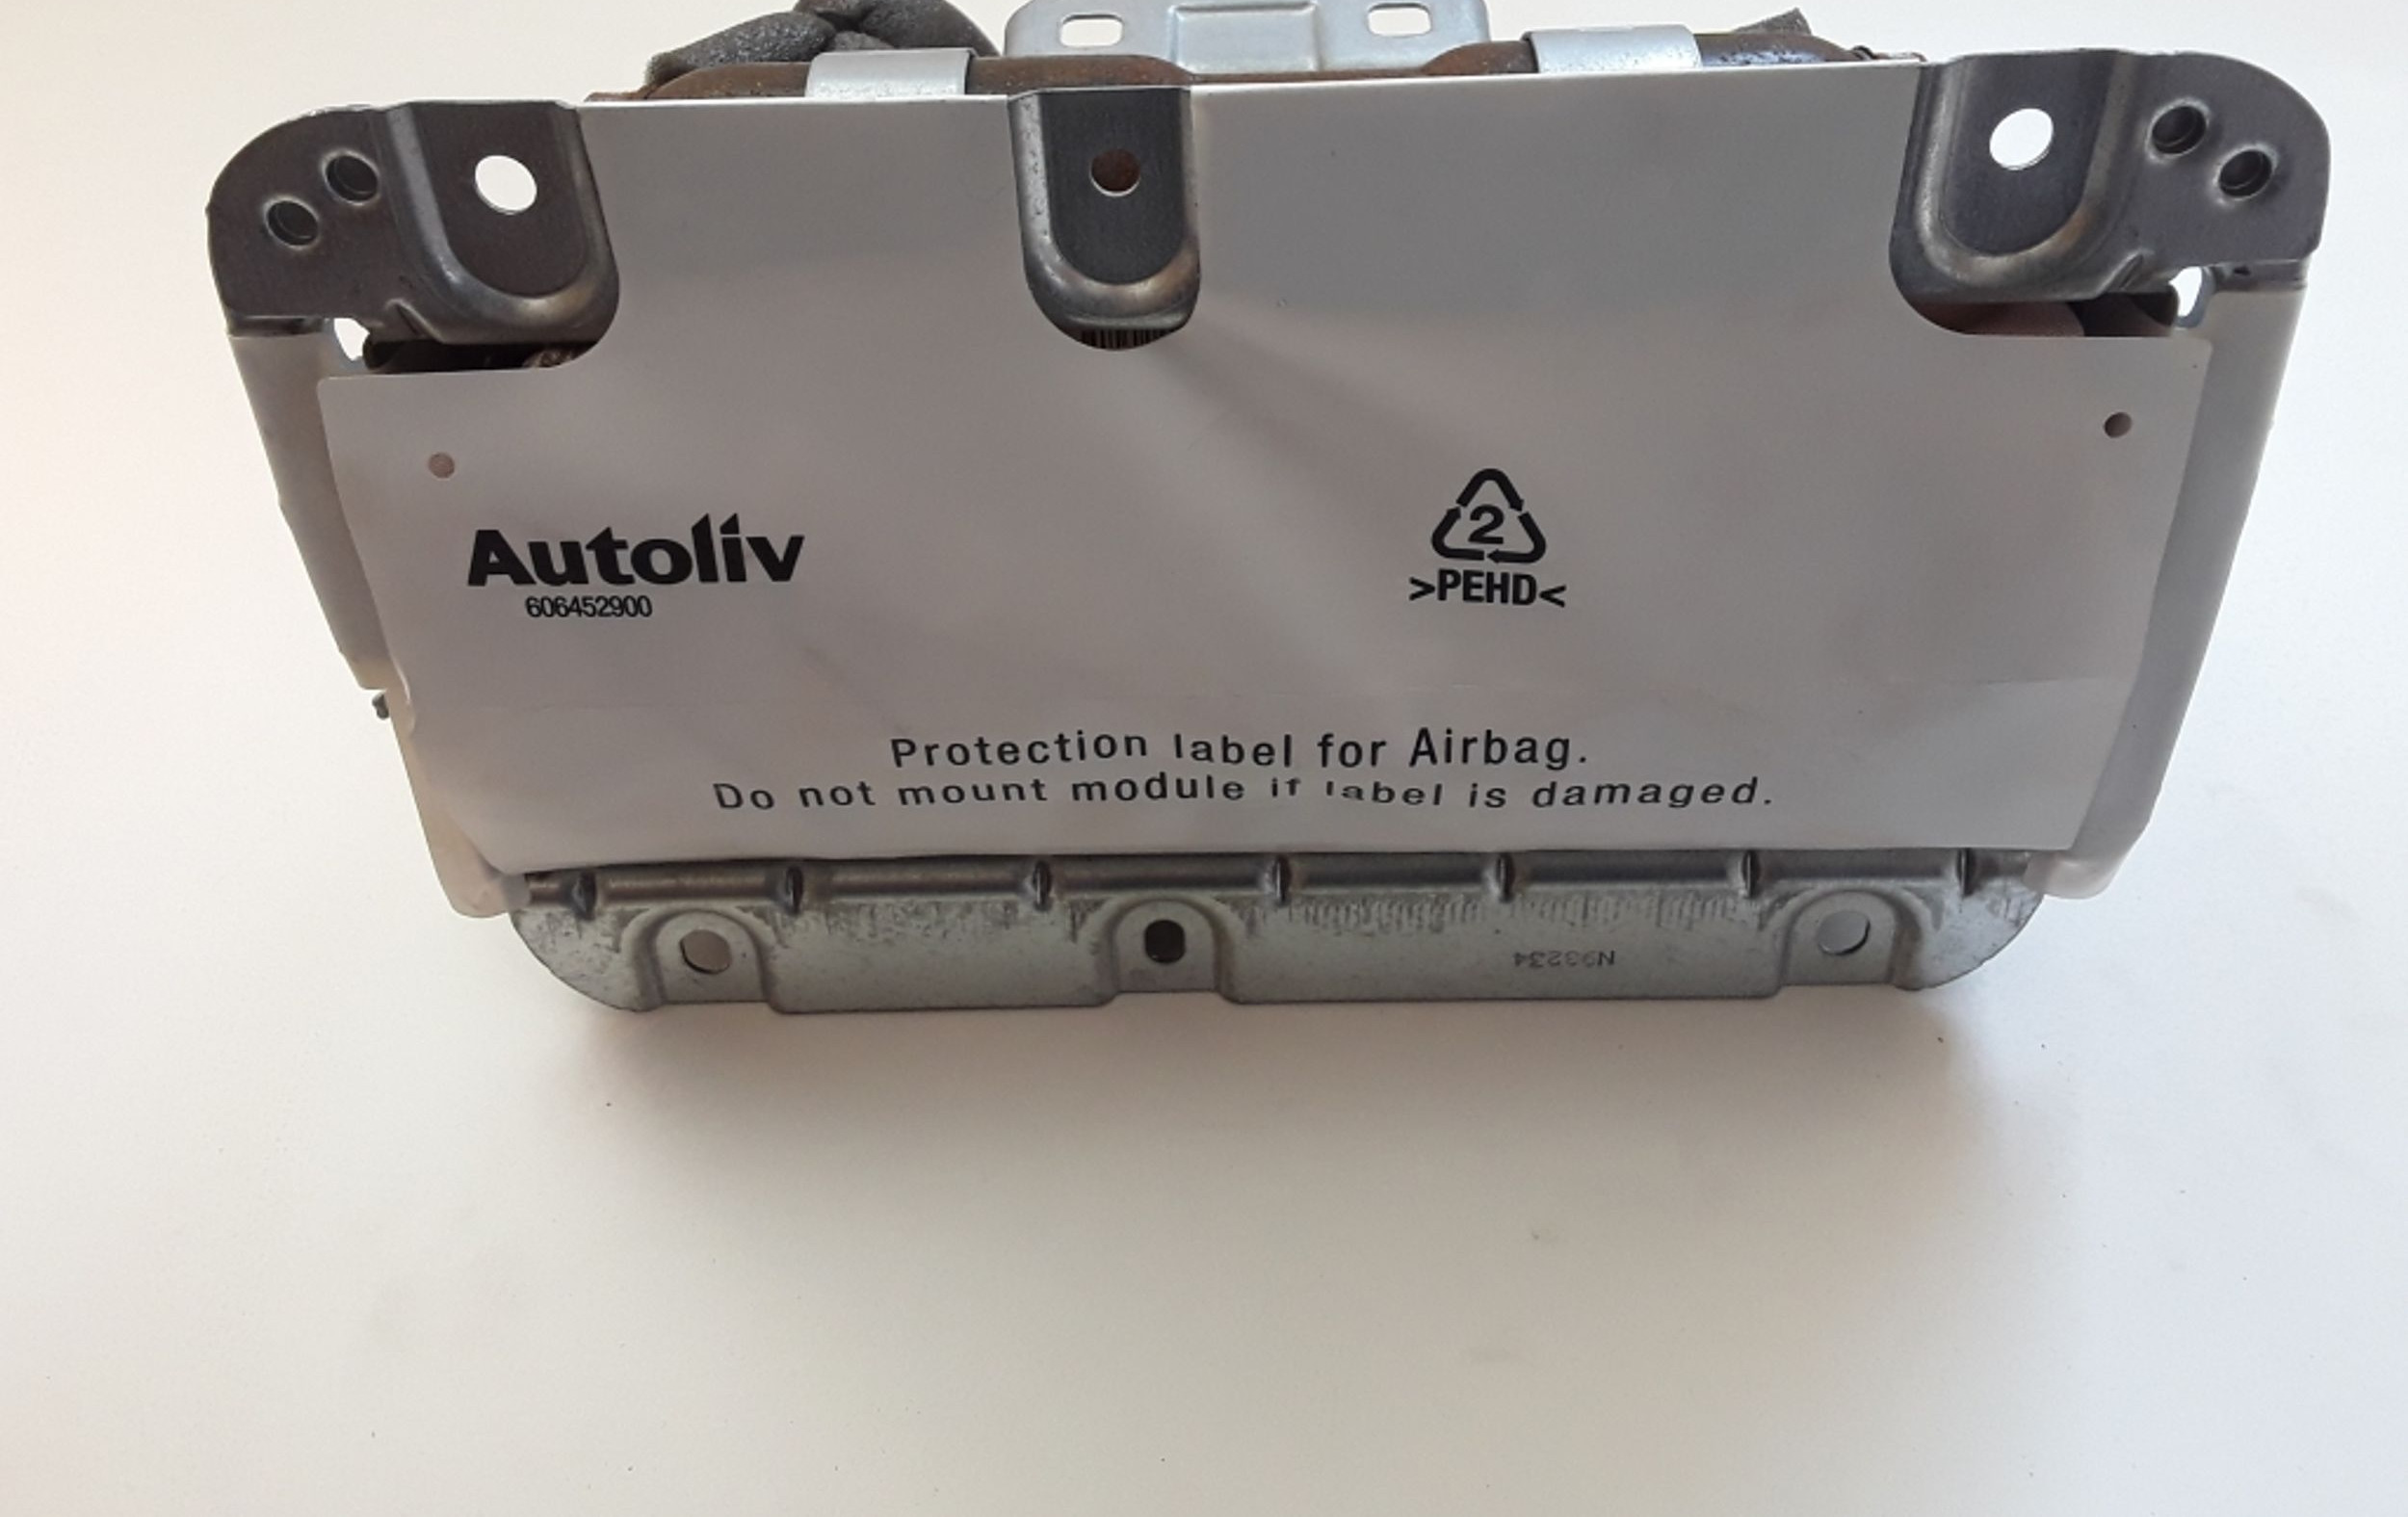 Autoliv
606452900
2
>PEHD<
Protection label for Airbag.
Do not mount module if label is damaged.
N93234